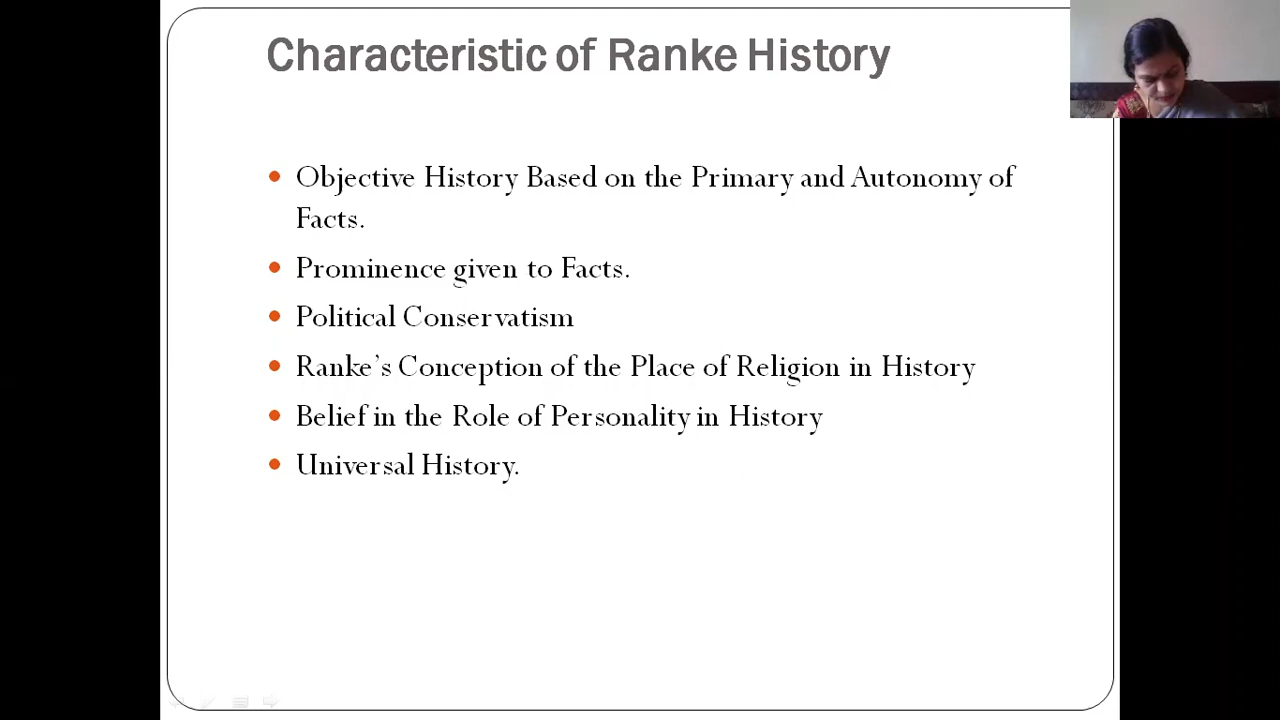 Characteristic of Ranke History
Objective History Based on the Primary and Autonomy of
Facts.
Prominence given to Facts.
Political Conservatism
Ranke’s Conception of the Place of Religion in History
Belief in the Role of Personality in History
Universal History.